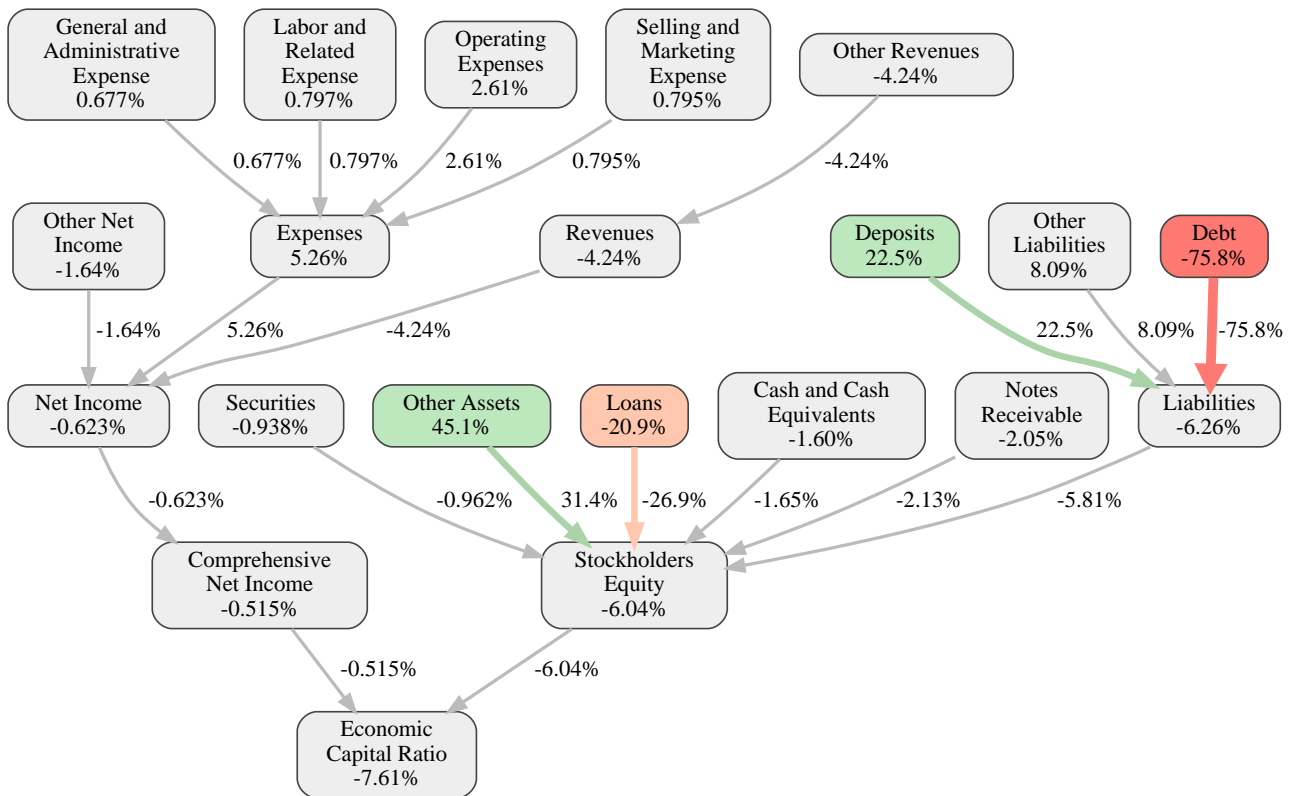 General and
Administrative
Expense
0.677%
Labor and
Related
Expense
0.797%
Operating
Expenses
2.61%
Selling and
Marketing
Expense
0.795%
Other Revenues
-4.24%
0.677%
0.797%
2.61%
0.795%
-4.24%
Other Net
Income
-1.64%
Expenses
5.26%
Revenues
-4.24%
Deposits
22.5%
Other
Liabilities
8.09%
Debt
-75.8%
-1.64%
5.26%
-4.24%
22.5%
8.09%
-75.8%
Net Income
-0.623%
Securities
-0.938%
Other Assets
45.1%
Loans
-20.9%
Cash and Cash
Equivalents
-1.60%
Notes
Receivable
-2.05%
Liabilities
-6.26%
-0.623%
-0.962%
31.4%
-26.9%
-1.65%
-2.13%
-5.81%
Comprehensive
Net Income
-0.515%
Stockholders
Equity
-6.04%
-0.515%
-6.04%
Economic
Capital Ratio
-7.61%